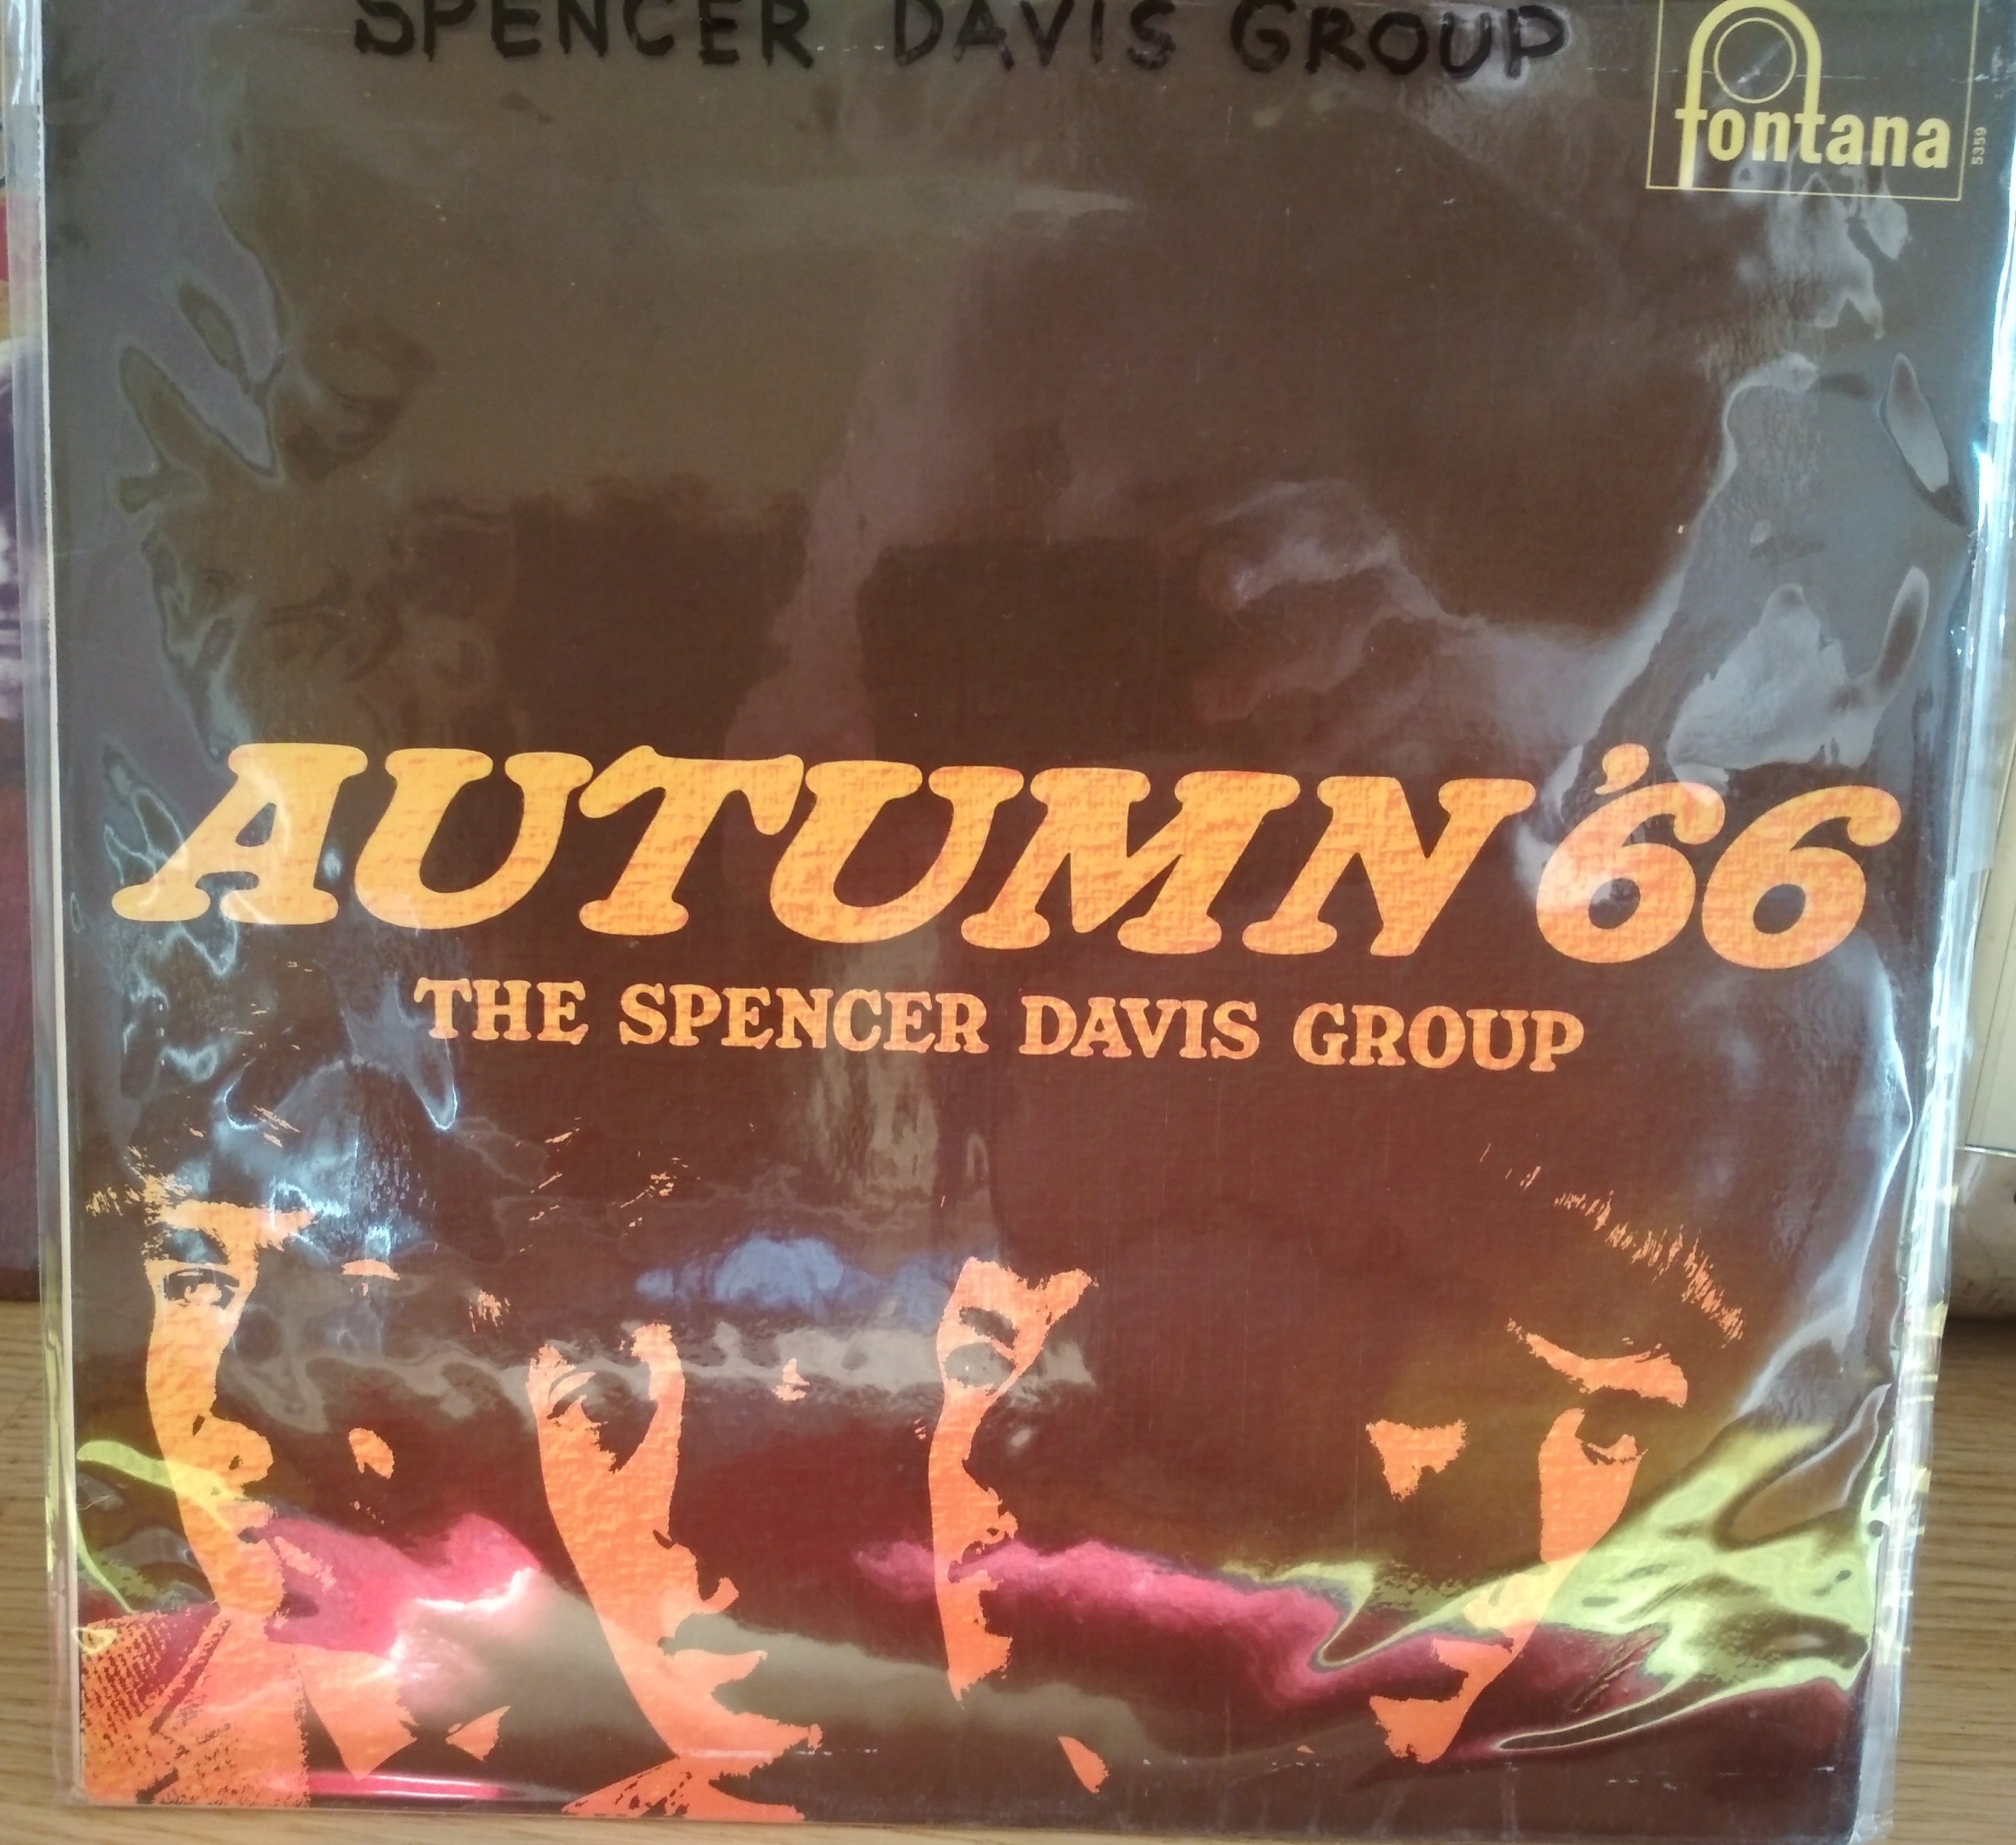 SPENCER DAVIS GROUP
fontana
5359
AUTUMN '66
THE SPENCER DAVIS GROUP